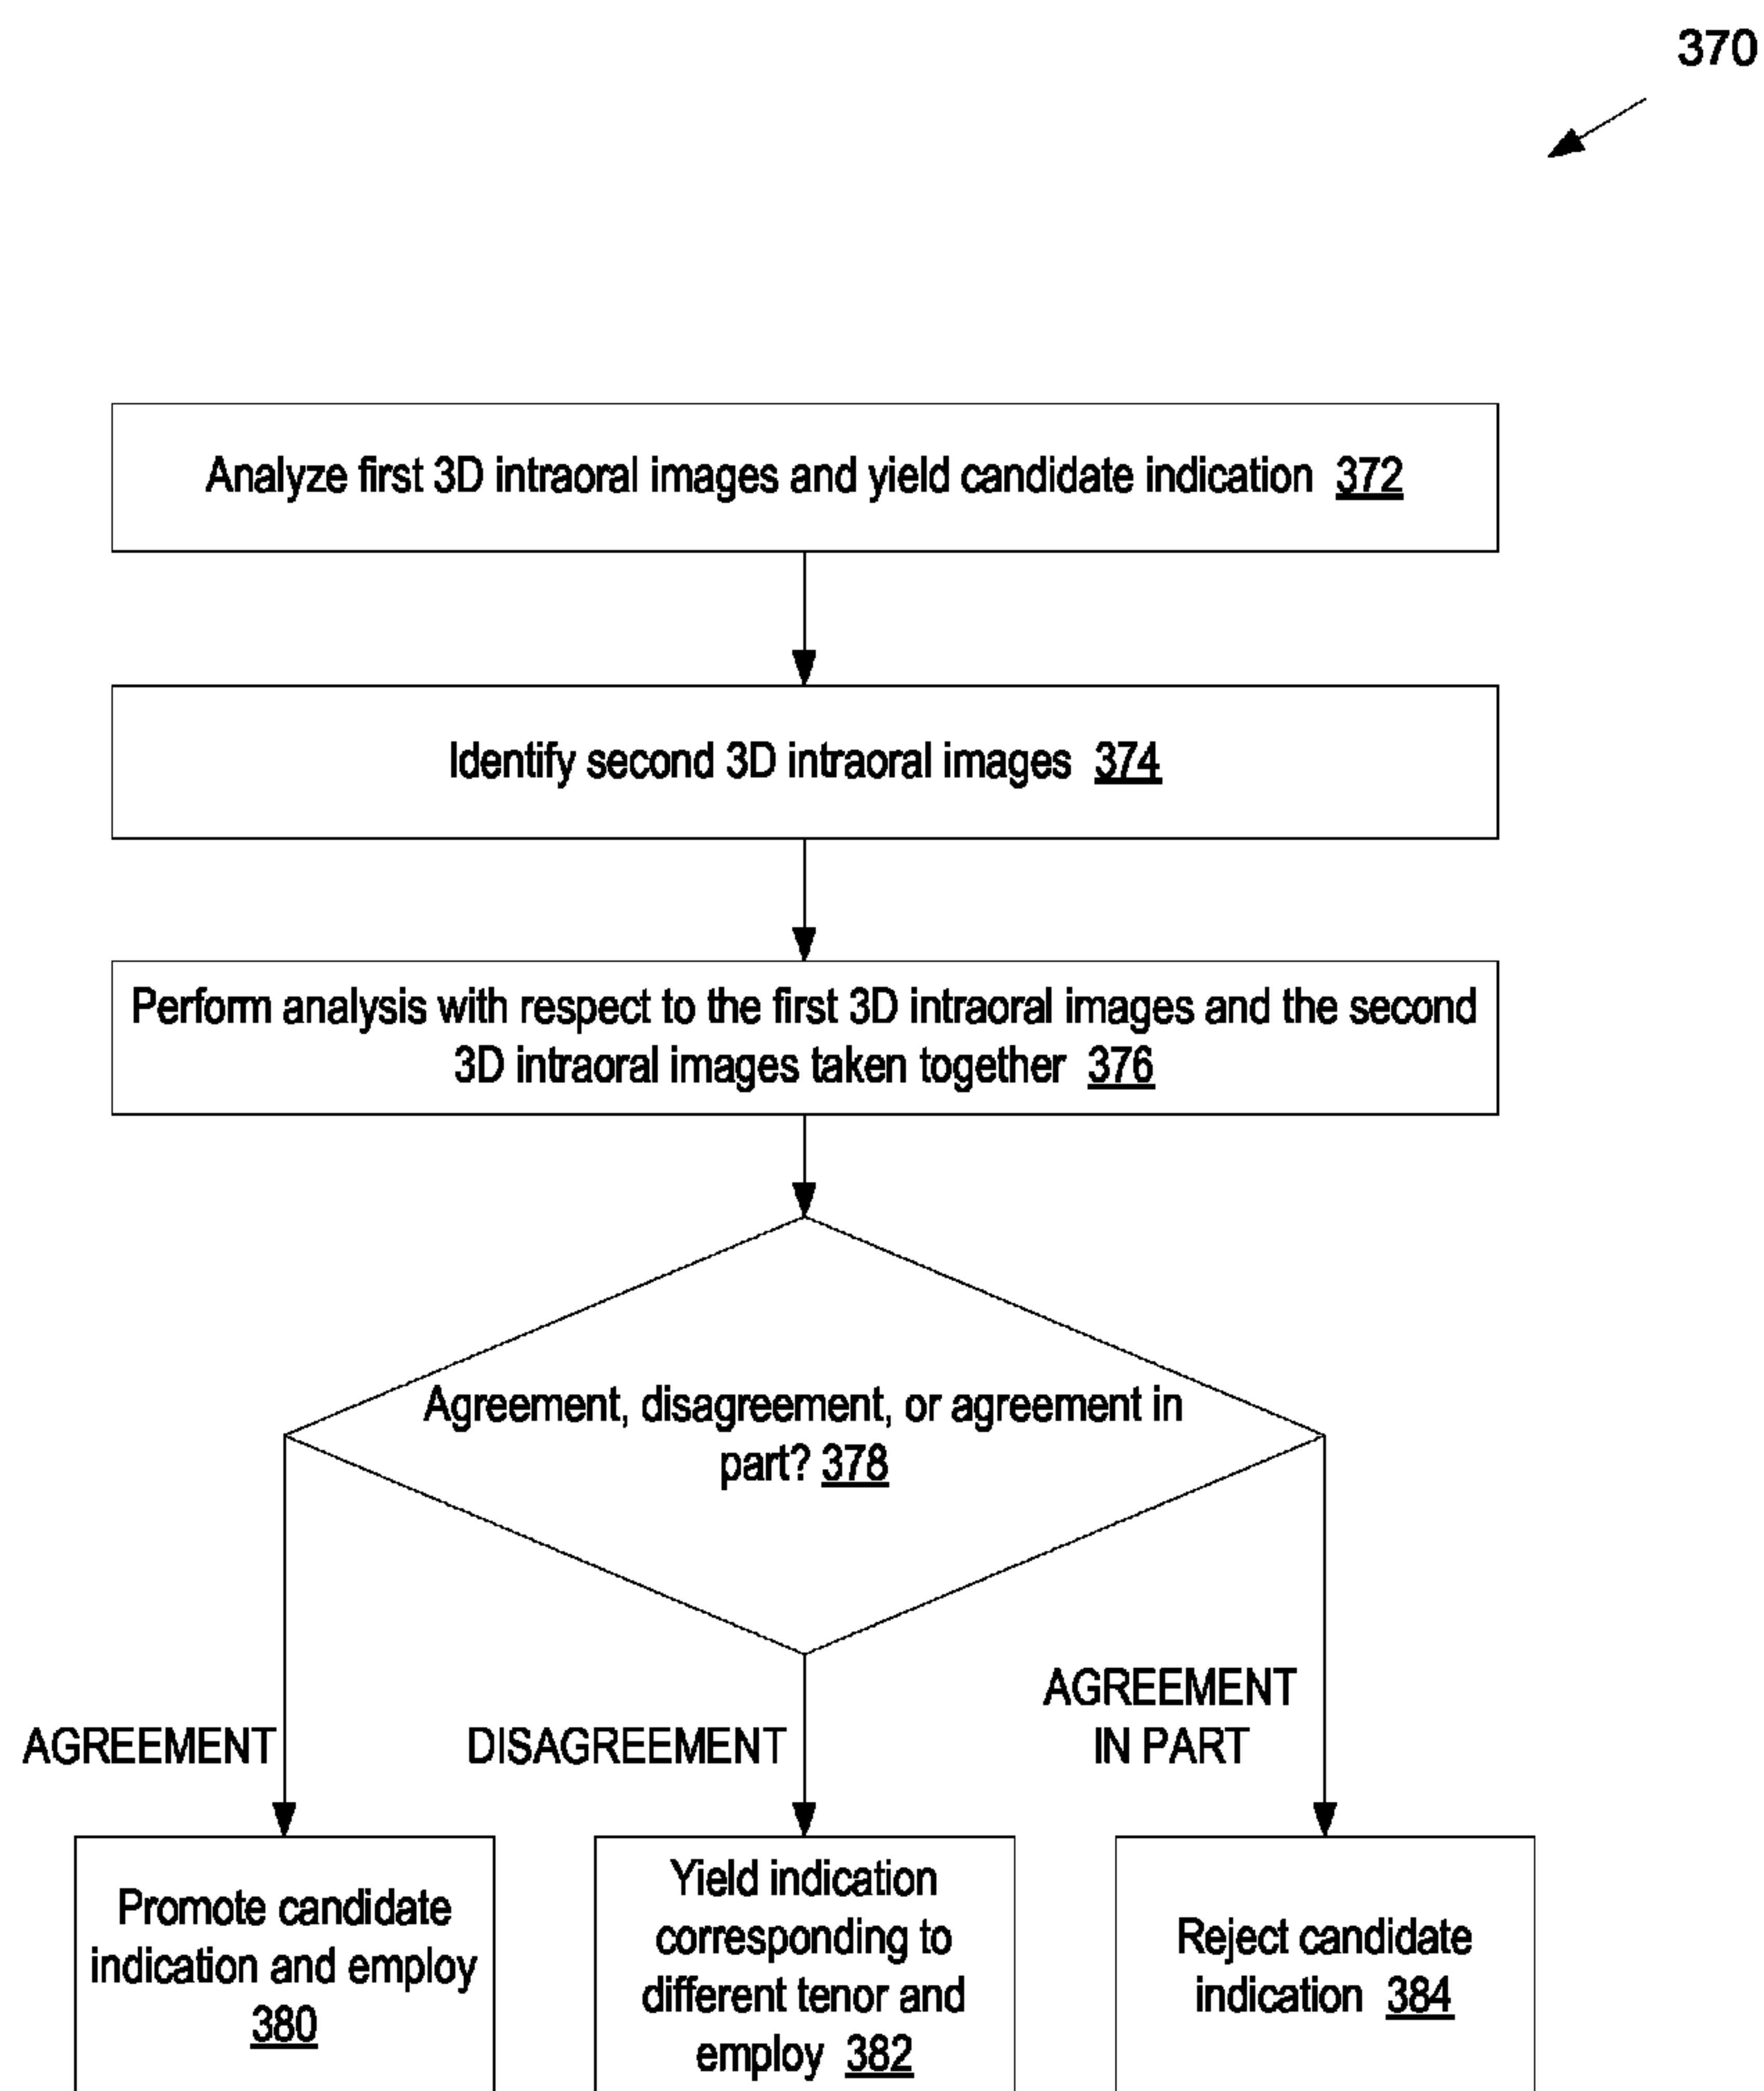 370
Analyze first 3D intraoral images and yield candidate indication 372
Identify second 3D intraoral images 374
Perform analysis with respect to the first 3D intraoral images and the second
3D intraoral images taken together 376
Agreement, disagreement, or agreement in
part? 378
AGREEMENT
DISAGREEMENT
AGREEMENT
IN PART
Promote candidate
indication and employ
380
Yield indication
corresponding to
different tenor and
employ 382
Reject candidate
indication 384